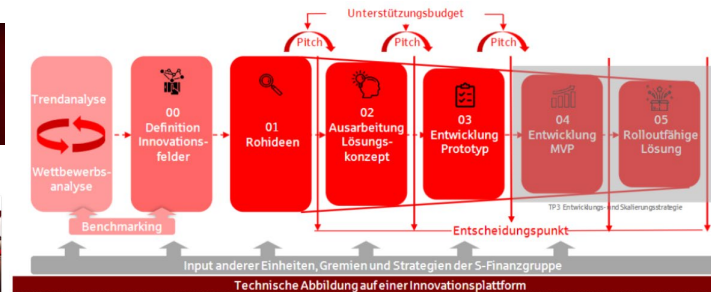 Unterstützungsbudget
Pitch
Pitch
Pitch
Trendanalyse
Wettbewerbs-
analyse
00
Definition
Innovations-
felder
01
Rohideen
02
Ausarbeitung
Lösungs-
konzept
03
Entwicklung
Prototyp
04
Entwicklung
MVP
05
Rolloutfähige
Lösung
TP3 Entwicklungs- und Skalierungsstrategie
Benchmarking
Entscheidungspunkt
Input anderer Einheiten, Gremien und Strategien der S-Finanzgruppe
Technische Abbildung auf einer Innovationsplattform